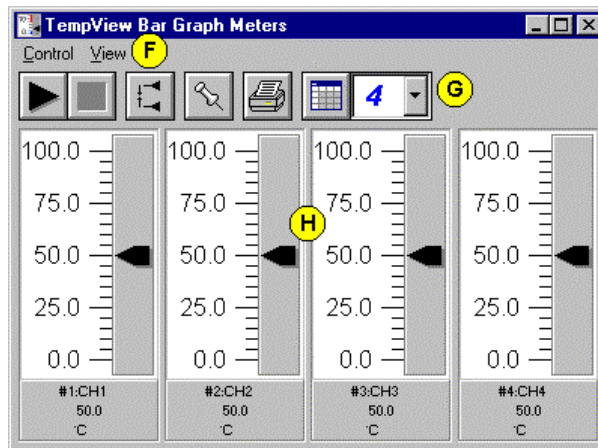 TempView Bar Graph Meters
Control View F
4 G
100.0 100.0 100.0 100.0
75.0 75.0 75.0 75.0
H
50.0 50.0 50.0 50.0
25.0 25.0 25.0 25.0
0.0 0.0 0.0 0.0
#1:CH1 #2:CH2 #3:CH3 #4:CH4
50.0 50.0 50.0 50.0
°C °C °C °C